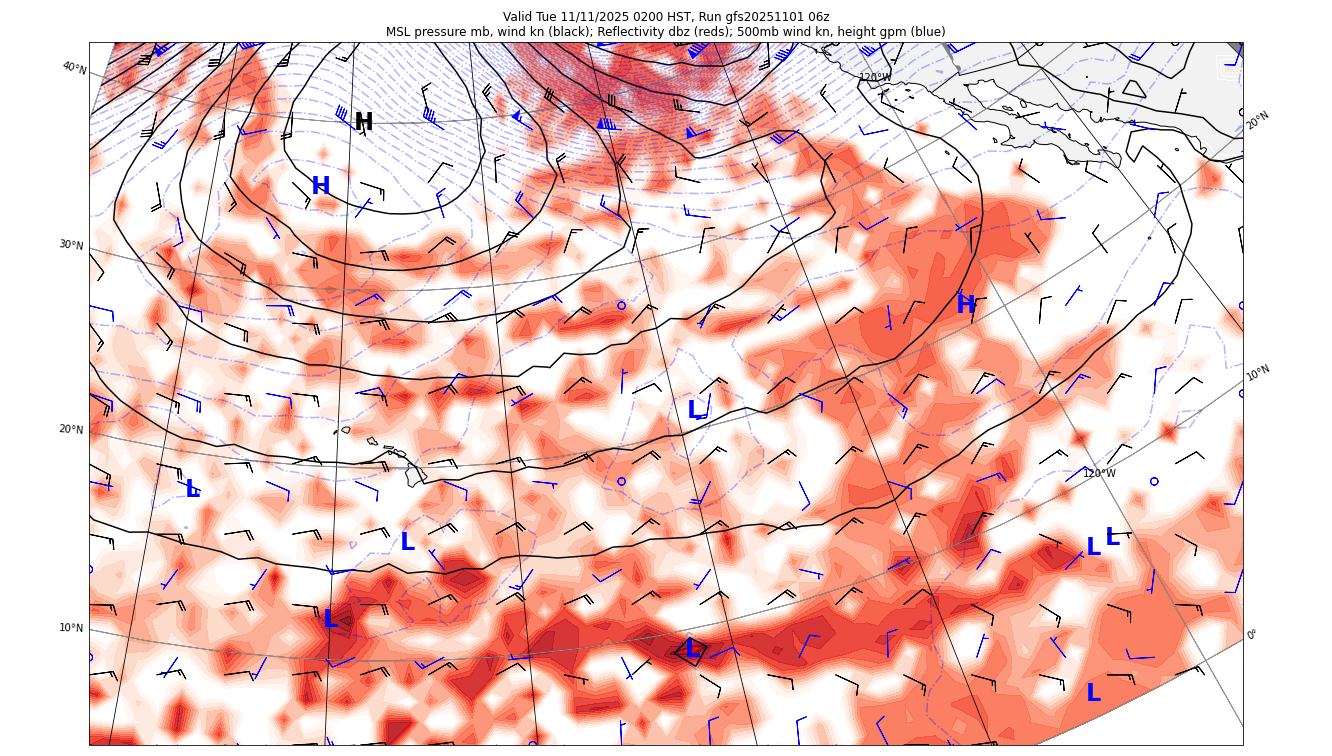 Valid Tue 11/11/2025 0200 HST, Run gfs20251101 06z
MSL pressure mb, wind kn (black); Reflectivity dbz (reds); 500mb wind kn, height gpm (blue)
40°N
120°W
20°N
H
H
30°N
H
10°N
L
20°N
120°W
L
L
L
L
L
10°N
0°
L
L